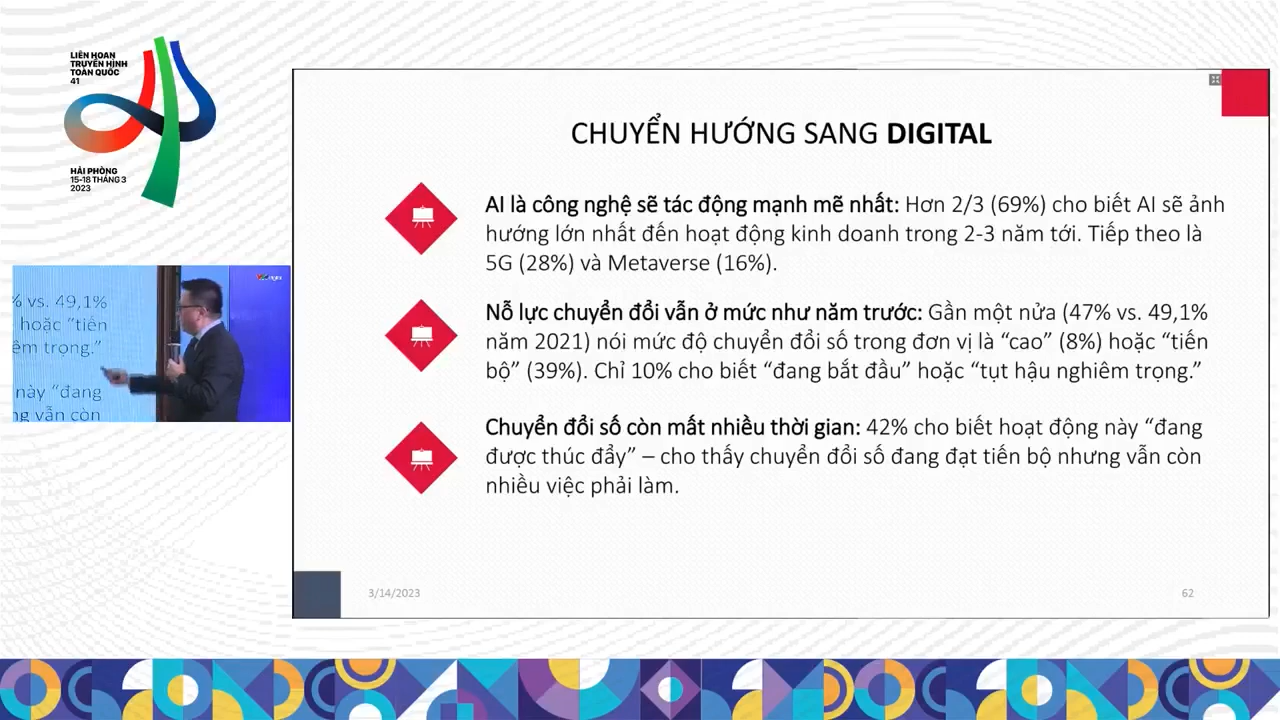 LIÊN HOAN
TRUYỀN HÌNH
TOÀN QUỐC
41
HẢI PHÒNG
15-18 THÁNG 3
2023
% vs. 49,1%
hoặc “tiến
êm trọng.”
này “đang
ng vẫn còn
CHUYỂN HƯỚNG SANG DIGITAL
AI là công nghệ sẽ tác động mạnh mẽ nhất: Hơn 2/3 (69%) cho biết AI sẽ ảnh
hướng lớn nhất đến hoạt động kinh doanh trong 2-3 năm tới. Tiếp theo là
5G (28%) và Metaverse (16%).
Nỗ lực chuyển đổi vẫn ở mức như năm trước: Gần một nửa (47% vs. 49,1%
năm 2021) nói mức độ chuyển đổi số trong đơn vị là “cao” (8%) hoặc “tiến
bộ” (39%). Chỉ 10% cho biết “đang bắt đầu” hoặc “tụt hậu nghiêm trọng.”
Chuyển đổi số còn mất nhiều thời gian: 42% cho biết hoạt động này “đang
được thúc đẩy” – cho thấy chuyển đổi số đang đạt tiến bộ nhưng vẫn còn
nhiều việc phải làm.
3/14/2023
62